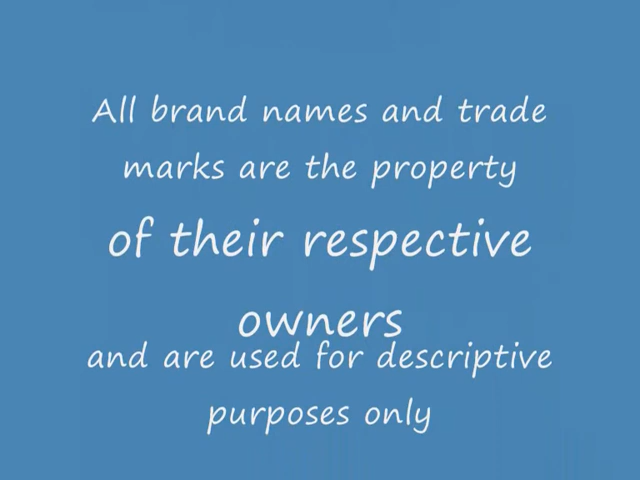 All brand names and trade
marks are the property
of their respective
owners
and are used for descriptive
purposes only